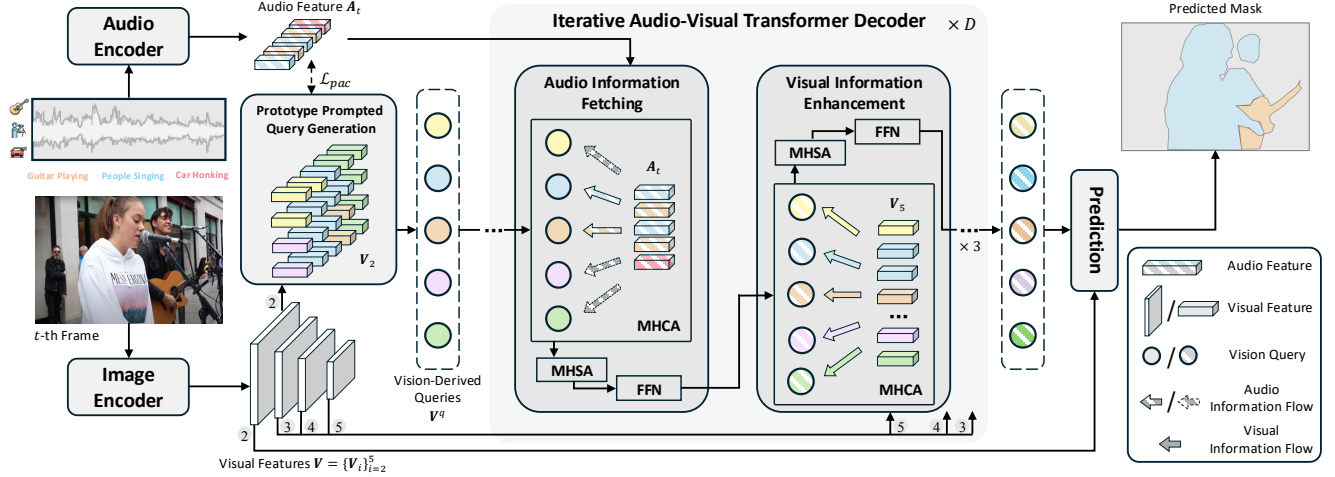 Audio Feature A_t
Iterative Audio-Visual Transformer Decoder
× D
Predicted Mask
Audio
Encoder
ℒ_pac
Prototype Prompted
Query Generation
V_2
Audio Information
Fetching
A_t
MHCA
MHSA
FFN
Visual Information
Enhancement
MHSA
FFN
V_5
...
MHCA
× 3
Prediction
Guitar Playing
People Singing
Car Honking
t-th Frame
Image
Encoder
2
2
3
4
5
Vision-Derived
Queries
V^q
5
4
3
Visual Features V = {V_i}_{i=2}^5
Audio Feature
Visual Feature
/
Vision Query
/
Audio
Information Flow
/
Visual
Information Flow